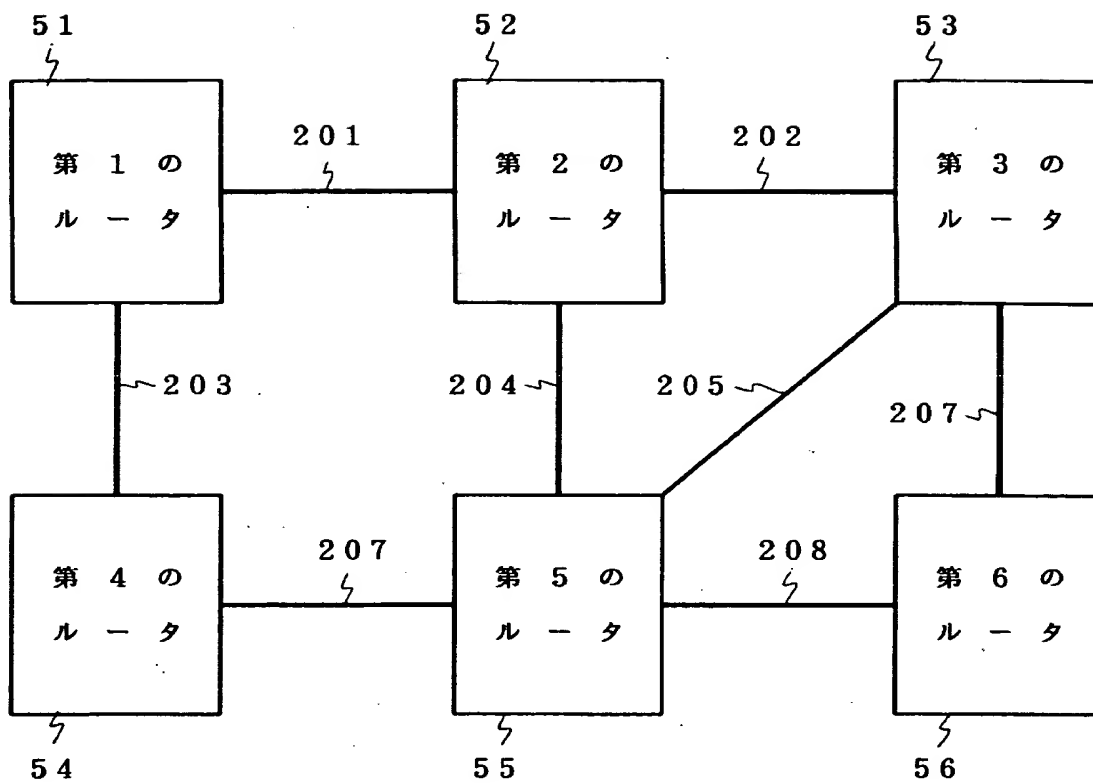 51
52
53
第1の
ルータ
201
第2の
ルータ
202
第3の
ルータ
203
204
205
207
第4の
ルータ
207
第5の
ルータ
208
第6の
ルータ
54
55
56